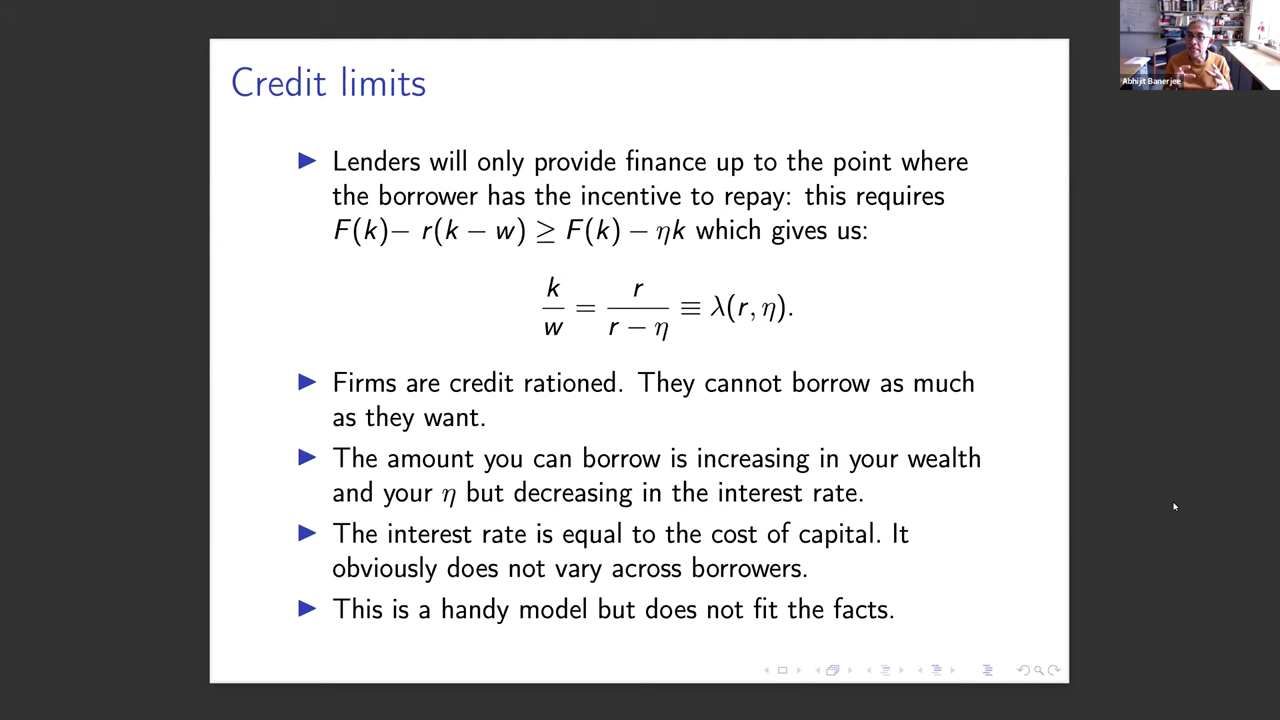 Credit limits
Lenders will only provide finance up to the point where
the borrower has the incentive to repay: this requires
F(k)− r(k − w) ≥ F(k) − ηk which gives us:
k/w = r/(r − η) ≡ λ(r, η).
Firms are credit rationed. They cannot borrow as much
as they want.
The amount you can borrow is increasing in your wealth
and your η but decreasing in the interest rate.
The interest rate is equal to the cost of capital. It
obviously does not vary across borrowers.
This is a handy model but does not fit the facts.
Abhijit Banerjee